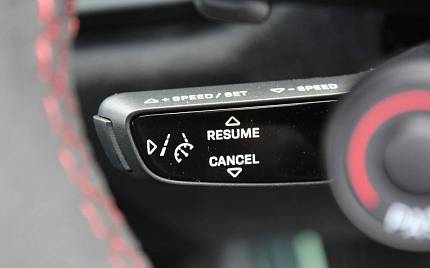 + SPEED / SET
- SPEED
RESUME
CANCEL